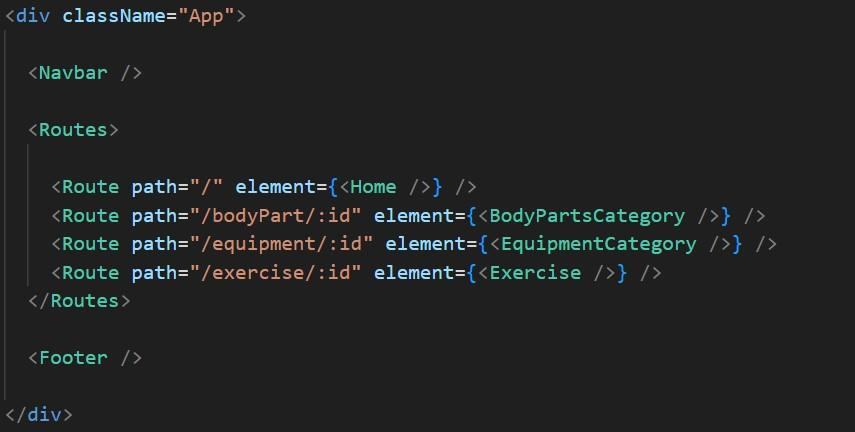 <div className="App">
<Navbar />
<Routes>
<Route path="/" element={<Home />} />
<Route path="/bodyPart/:id" element={<BodyPartsCategory />} />
<Route path="/equipment/:id" element={<EquipmentCategory />} />
<Route path="/exercise/:id" element={<Exercise />} />
</Routes>
<Footer />
</div>